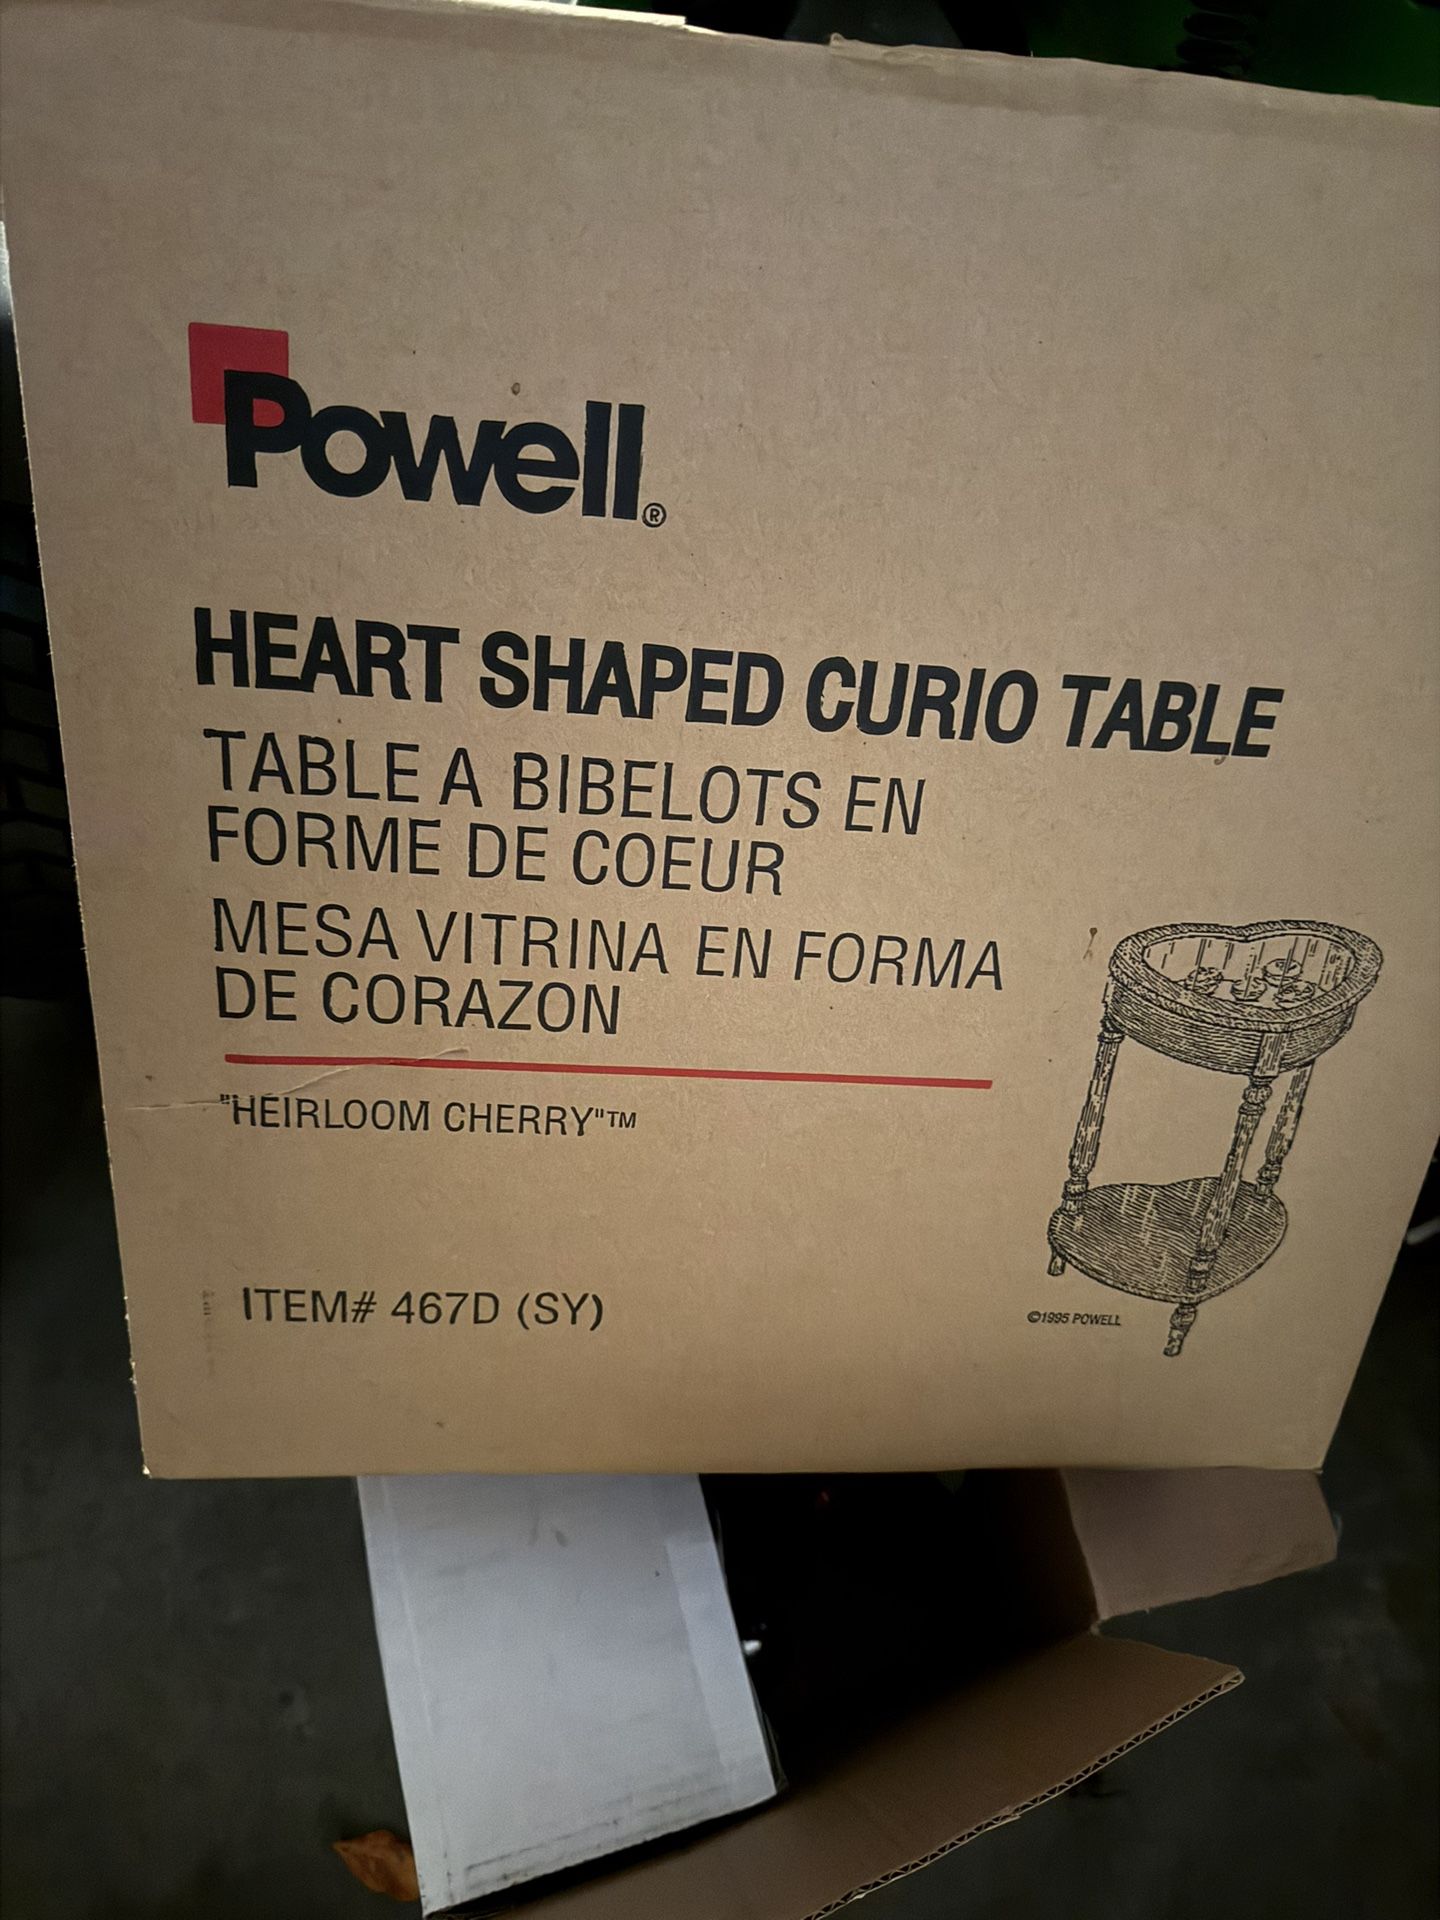 Powell®
HEART SHAPED CURIO TABLE
TABLE A BIBELOTS EN
FORME DE COEUR
MESA VITRINA EN FORMA
DE CORAZON
"HEIRLOOM CHERRY"™
ITEM# 467D (SY)
©1995 POWELL